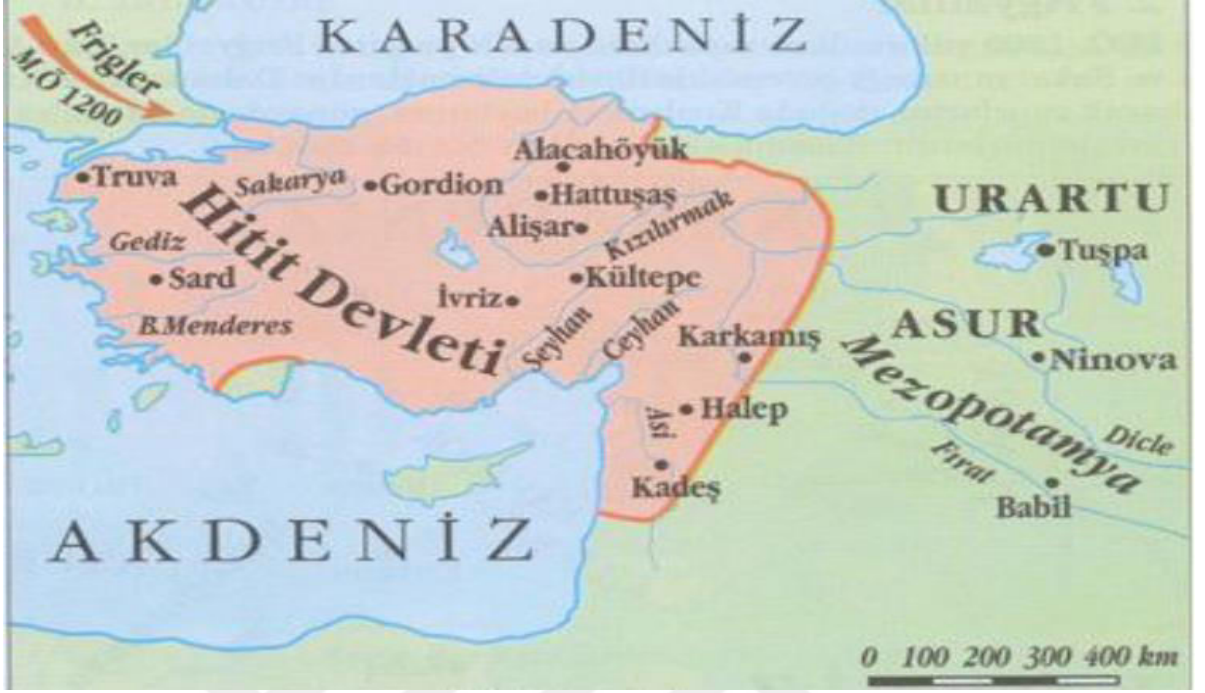 KARADENİZ
Frigler
M.Ö 1200
Truva
Sakarya
Gordion
Alacahöyük
Hattuşaş
Alişar
Kızılırmak
URARTU
Tuşpa
Hitit Devleti
Gediz
Sard
Kültepe
İvriz
B.Menderes
Seyhan
Ceyhan
Karkamış
ASUR
Ninova
Mezopotamya
Halep
Asi
Dicle
Fırat
Kadeş
Babil
AKDENİZ
0 100 200 300 400 km